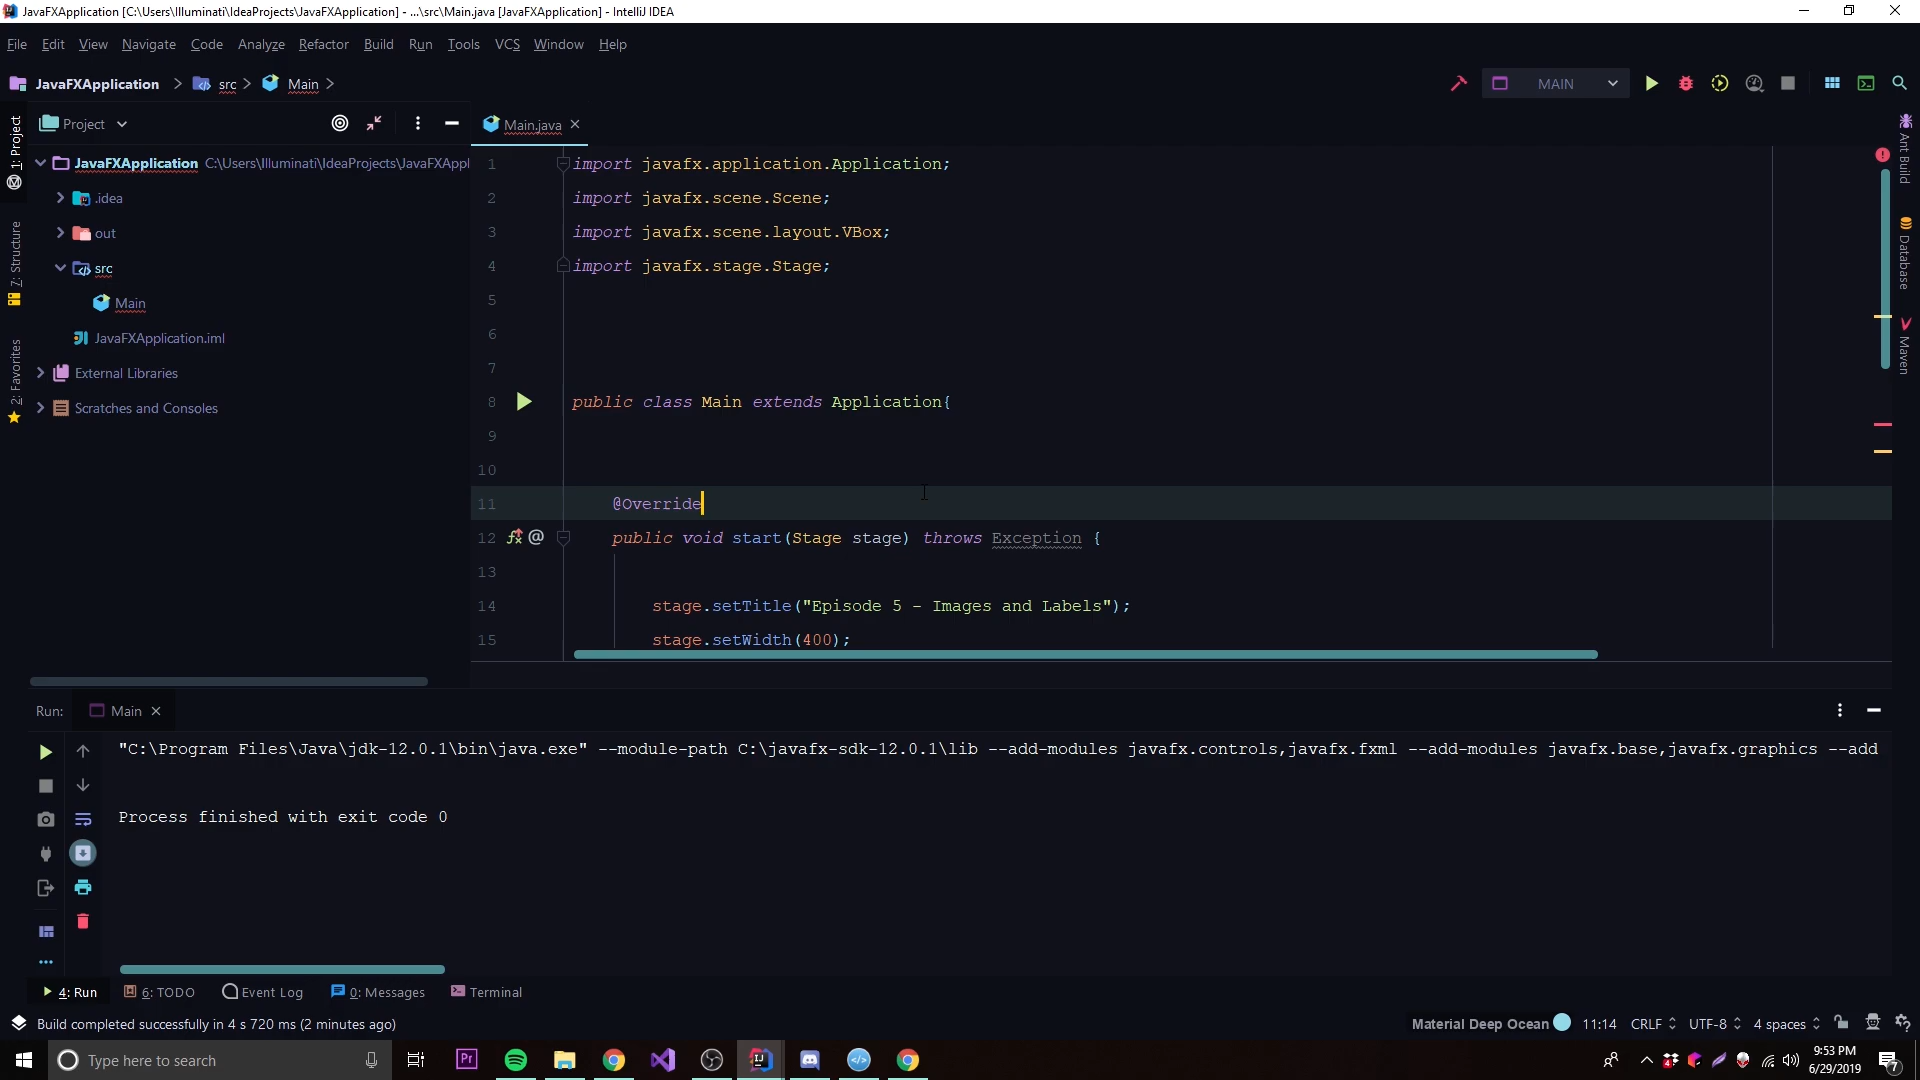 JavaFXApplication [C:\Users\Illuminati\IdeaProjects\JavaFXApplication] - ...\src\Main.java [JavaFXApplication] - IntelliJ IDEA
File Edit View Navigate Code Analyze Refactor Build Run Tools VCS Window Help
JavaFXApplication src Main MAIN
Project
Main.java
1: Project
7: Structure
2: Favorites
JavaFXApplication C:\Users\Illuminati\IdeaProjects\JavaFXAppl
.idea
out
src
Main
JavaFXApplication.iml
External Libraries
Scratches and Consoles
1 import javafx.application.Application;
2 import javafx.scene.Scene;
3 import javafx.scene.layout.VBox;
4 import javafx.stage.Stage;
5
6
7
8 public class Main extends Application{
9
10
11 @Override
12 public void start(Stage stage) throws Exception {
13
14 stage.setTitle("Episode 5 - Images and Labels");
15 stage.setWidth(400);
Ant Build
Database
Maven
Run: Main
"C:\Program Files\Java\jdk-12.0.1\bin\java.exe" --module-path C:\javafx-sdk-12.0.1\lib --add-modules javafx.controls,javafx.fxml --add-modules javafx.base,javafx.graphics --add
Process finished with exit code 0
4: Run 6: TODO Event Log 0: Messages Terminal
Build completed successfully in 4 s 720 ms (2 minutes ago) Material Deep Ocean 11:14 CRLF UTF-8 4 spaces
Type here to search
9:53 PM
6/29/2019
7